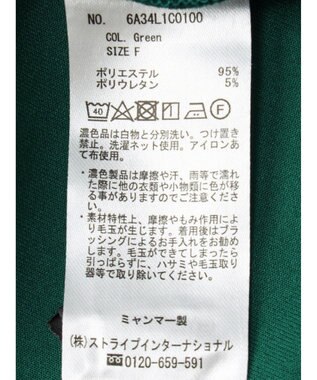 NO. 6A34L1C0100
COL. Green
SIZE F
ポリエステル 95%
ポリウレタン 5%
40 F
濃色品は白物と分別洗い。つけ置き
禁止。洗濯ネット使用。アイロンあ
て布使用。
・濃色製品は摩擦や汗、雨等で濡れ
た際に他の衣類や小物類に色が移
る事がありますのでご注意下さい。
・素材特性上、摩擦やもみ作用によ
り毛玉が生じます。着用後はブラ
ッシングによるお手入れをお勧め
します。毛玉ができてしまったら
引っぱらずに、ハサミや毛玉取り
器等で取り除いてください。
ミャンマー製
(株)ストライプインターナショナル
0120-659-591